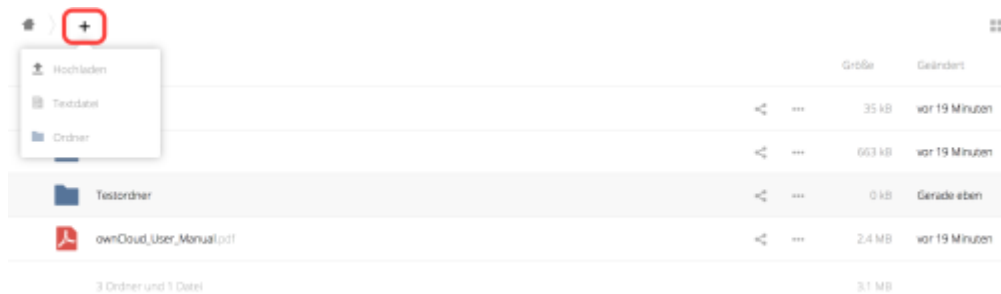 +
Hochladen
Größe Geändert
Textdatei
35 kB vor 19 Minuten
Ordner
663 kB vor 19 Minuten
Testordner 0 kB Gerade eben
ownCloud_User_Manual.pdf 2,4 MB vor 19 Minuten
3 Ordner und 1 Datei 3.1 MB